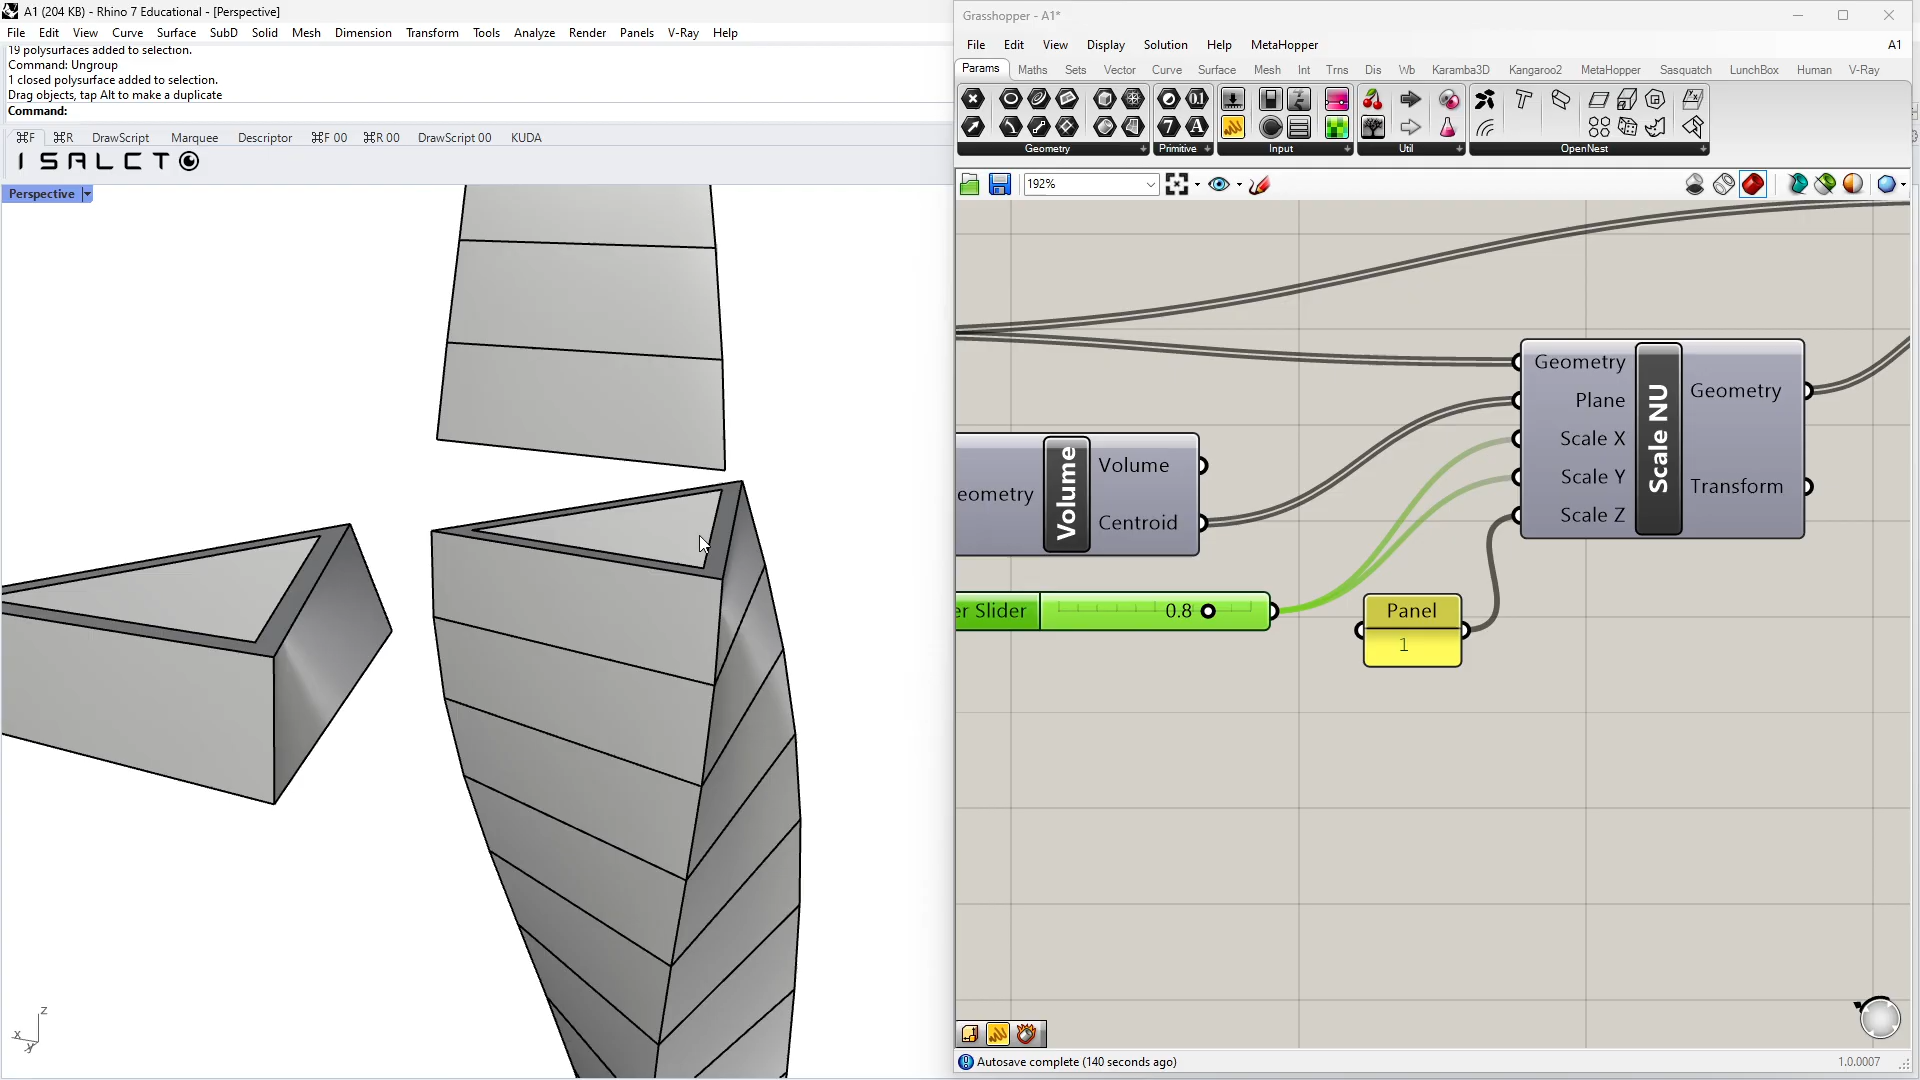 A1 (204 KB) - Rhino 7 Educational - [Perspective]
File Edit View Curve Surface SubD Solid Mesh Dimension Transform Tools Analyze Render Panels V-Ray Help
19 polysurfaces added to selection.
Command: Ungroup
1 closed polysurface added to selection.
Drag objects, tap Alt to make a duplicate
Command:
⌘F ⌘R DrawScript Marquee Descriptor ⌘F 00 ⌘R 00 DrawScript 00 KUDA
I S A L C T
Perspective
z
x
y
Grasshopper - A1*
File Edit View Display Solution Help MetaHopper A1
Params Maths Sets Vector Curve Surface Mesh Int Trns Dis Wb Karamba3D Kangaroo2 MetaHopper Sasquatch LunchBox Human V-Ray
Geometry Primitive Input Util OpenNest
192%
Geometry
Plane
Scale X
Scale Y
Scale Z
Scale NU
Geometry
Transform
eometry
Volume
Volume
Centroid
er Slider 0.8
Panel
1
Autosave complete (140 seconds ago) 1.0.0007